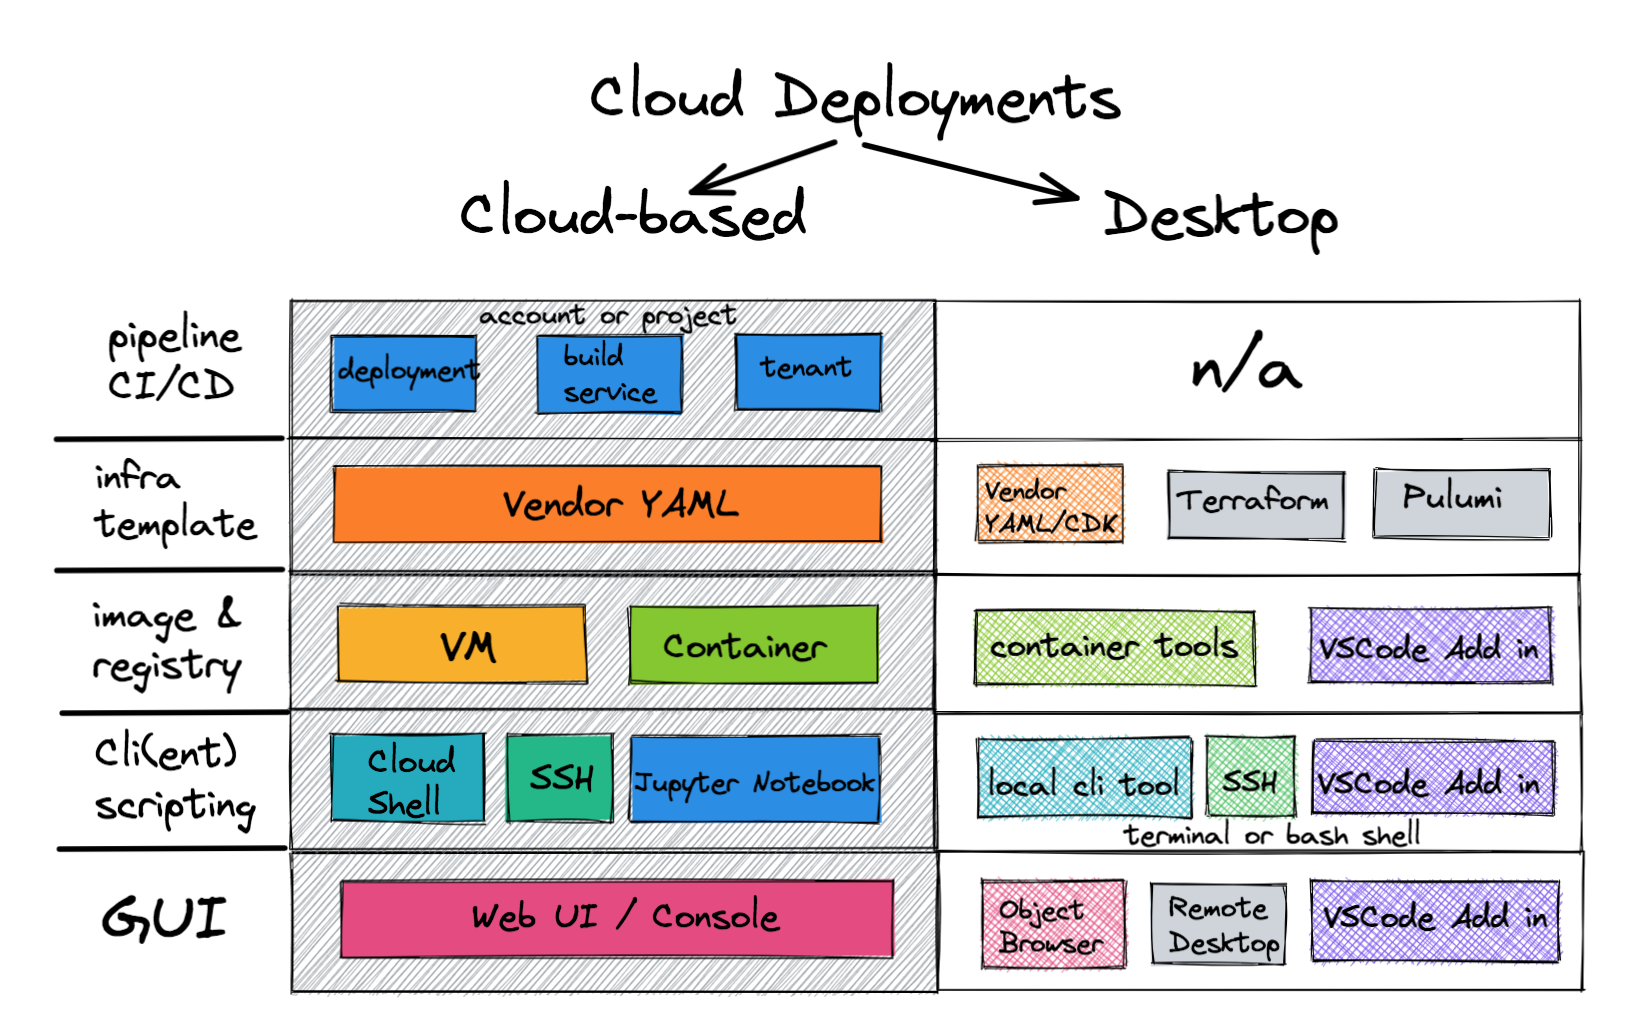 Cloud Deployments
Cloud-based
Desktop
pipeline
CI/CD
account or project
deployment
build
service
tenant
n/a
infra
template
Vendor YAML
Vendor
YAML/CDK
Terraform
Pulumi
image &
registry
VM
Container
container tools
VSCode Add in
Cli(ent)
scripting
Cloud
Shell
SSH
Jupyter Notebook
local cli tool
SSH
VSCode Add in
terminal or bash shell
GUI
Web UI / Console
Object
Browser
Remote
Desktop
VSCode Add in